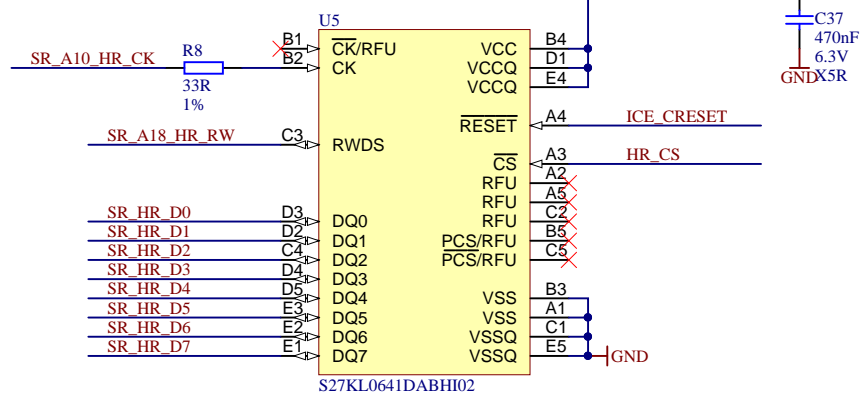 U5
B1
CK/RFU
VCC
B4
C37
SR_A10_HR_CK
R8
B2
CK
VCCQ
D1
470nF
33R
VCCQ
E4
6.3V
1%
GND
X5R
RESET
A4
ICE_CRESET
SR_A18_HR_RW
C3
RWDS
CS
A3
HR_CS
RFU
A2
RFU
A5
SR_HR_D0
D3
DQ0
RFU
C2
SR_HR_D1
D2
DQ1
PCS/RFU
B5
SR_HR_D2
C4
DQ2
PCS/RFU
C5
SR_HR_D3
D4
DQ3
SR_HR_D4
D5
DQ4
VSS
B3
SR_HR_D5
E3
DQ5
VSS
A1
SR_HR_D6
E2
DQ6
VSSQ
C1
SR_HR_D7
E1
DQ7
VSSQ
E5
GND
S27KL0641DABHI02